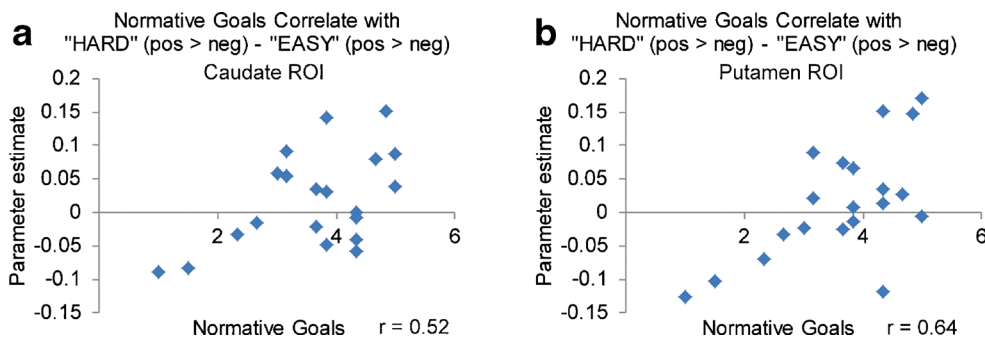 a
Normative Goals Correlate with
"HARD" (pos > neg) - "EASY" (pos > neg)
Caudate ROI
Parameter estimate
0.2
0.15
0.1
0.05
0
-0.05
-0.1
-0.15
2
4
6
Normative Goals
r = 0.52
b
Normative Goals Correlate with
"HARD" (pos > neg) - "EASY" (pos > neg)
Putamen ROI
Parameter estimate
0.2
0.15
0.1
0.05
0
-0.05
-0.1
-0.15
2
4
6
Normative Goals
r = 0.64